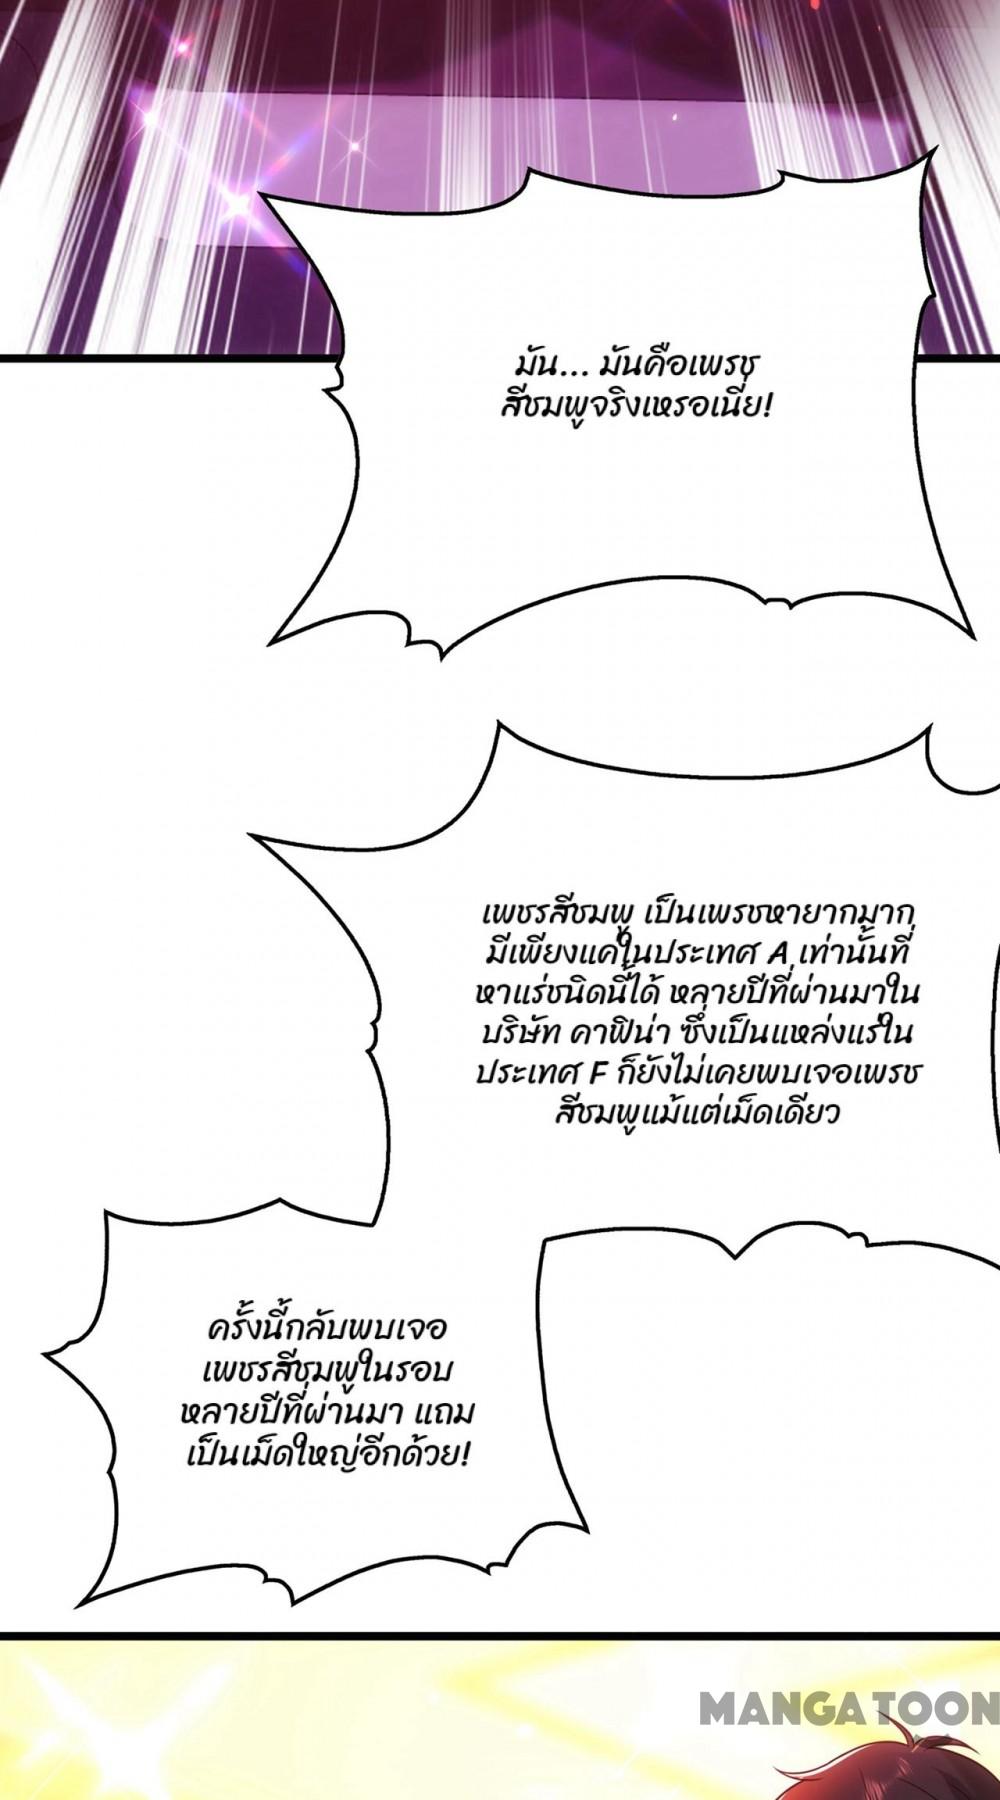 มัน... มันคือเพรช
สีชมพูจริงเหรอเนี่ย!
เพชรสีชมพู เป็นเพรชหายากมาก
มีเพียงแค่ในประเทศ A เท่านั้นที่
หาแร่ชนิดนี้ได้ หลายปีที่ผ่านมาใน
บริษัท คาฟิน่า ซึ่งเป็นแหล่งแร่ใน
ประเทศ F ก็ยังไม่เคยพบเจอเพรช
สีชมพูแม้แต่เม็ดเดียว
ครั้งนี้กลับพบเจอ
เพชรสีชมพูในรอบ
หลายปีที่ผ่านมา แถม
เป็นเม็ดใหญ่อีกด้วย!
MANGATOON